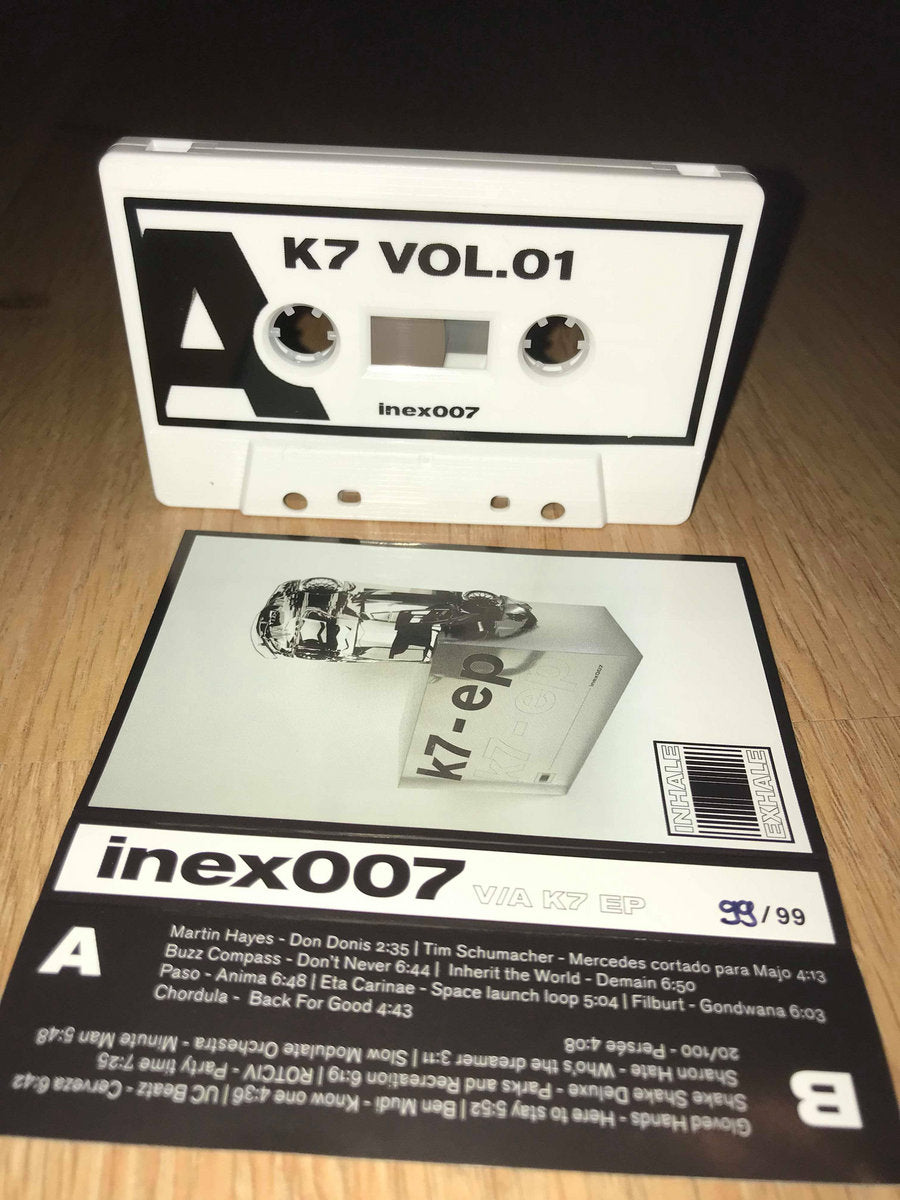 A
K7 VOL.01
inex007
k7-ep
k7-ep
inex007
INHALE
EXHALE
inex007 V/A K7 EP 99/99
A
Martin Hayes - Don Donis 2:35 | Tim Schumacher - Mercedes cortado para Majo 4:13
Buzz Compass - Don't Never 6:44 | Inherit the World - Demain 6:50
Paso - Anima 6:48 | Eta Carinae - Space launch loop 5:04 | Filburt - Gondwana 6:03
Chordula - Back For Good 4:43
B
Gloved Hands - Here to stay 5:52 | Ben Mudi - Know one 4:36 | UC Beatz - Cerveza 6:42
Shake Shake Deluxe - Parks and Recreation 6:19 | ROTCIV - Party time 7:25
Sharon Hate - Who's the dreamer 3:11 | Slow Modulate Orchestra - Minute Man 5:48
20/100 - Persée 4:08